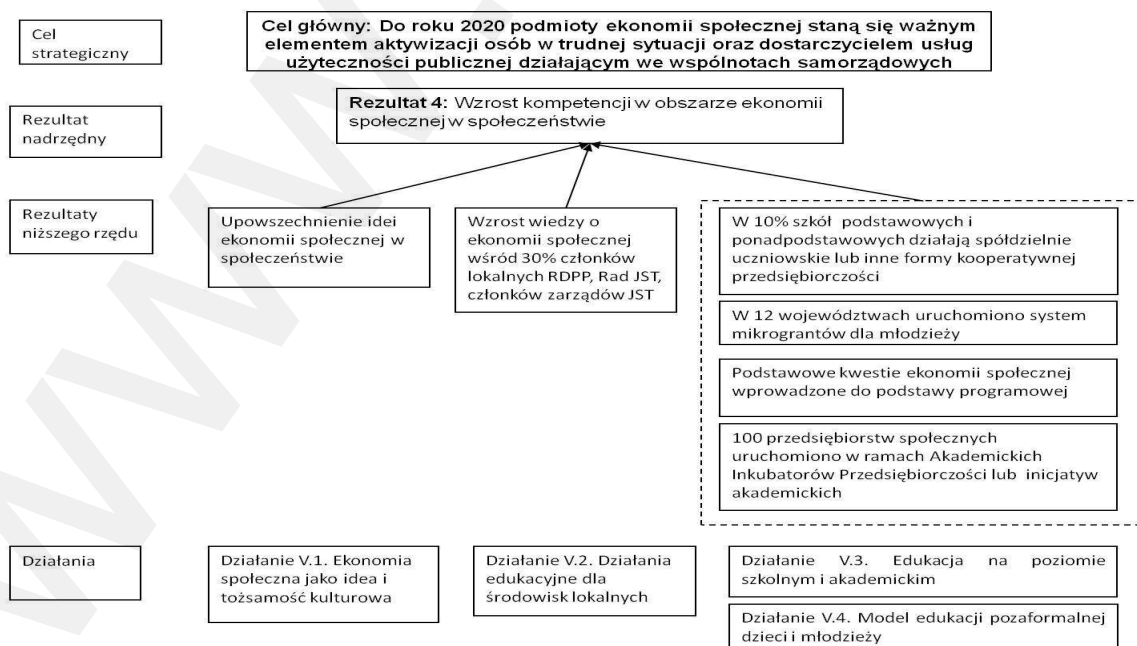 Cel
strategiczny
Cel główny: Do roku 2020 podmioty ekonomii społecznej staną się ważnym
elementem aktywizacji osób w trudnej sytuacji oraz dostarczycielem usług
użyteczności publicznej działającym we wspólnotach samorządowych
Rezultat
nadrzędny
Rezultat 4: Wzrost kompetencji w obszarze ekonomii
społecznej w społeczeństwie
Rezultaty
niższego rzędu
Upowszechnienie idei
ekonomii społecznej w
społeczeństwie
Wzrost wiedzy o
ekonomii społecznej
wśród 30% członków
lokalnych RDPP, Rad JST,
członków zarządów JST
W 10% szkół podstawowych i
ponadpodstawowych działają spółdzielnie
uczniowskie lub inne formy kooperatywnej
przedsiębiorczości
W 12 województwach uruchomiono system
mikrograntów dla młodzieży
Podstawowe kwestie ekonomii społecznej
wprowadzone do podstawy programowej
100 przedsiębiorstw społecznych
uruchomiono w ramach Akademickich
Inkubatorów Przedsiębiorczości lub inicjatyw
akademickich
Działania
Działanie V.1. Ekonomia
społeczna jako idea i
tożsamość kulturowa
Działanie V.2. Działania
edukacyjne dla
środowisk lokalnych
Działanie V.3. Edukacja na poziomie
szkolnym i akademickim
Działanie V.4. Model edukacji pozaformalnej
dzieci i młodzieży